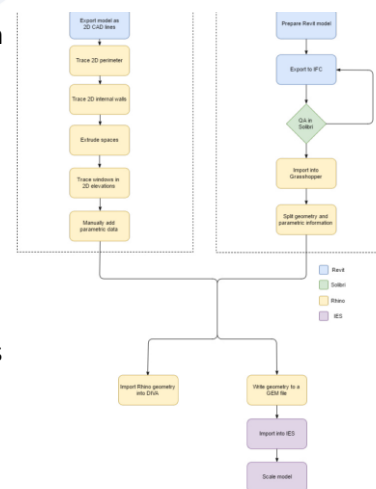 Export model as
2D CAD lines
Trace 2D perimeter
Trace 2D internal walls
Extrude spaces
Trace windows in
2D elevations
Manually add
parametric data
Prepare Revit model
Export to IFC
QA in
Solibri
Import into
Grasshopper
Split geometry and
parametric information
Revit
Solibri
Rhino
IES
Import Rhino geometry
into DIVA
Write geometry to a
GEM file
Import into IES
Scale model